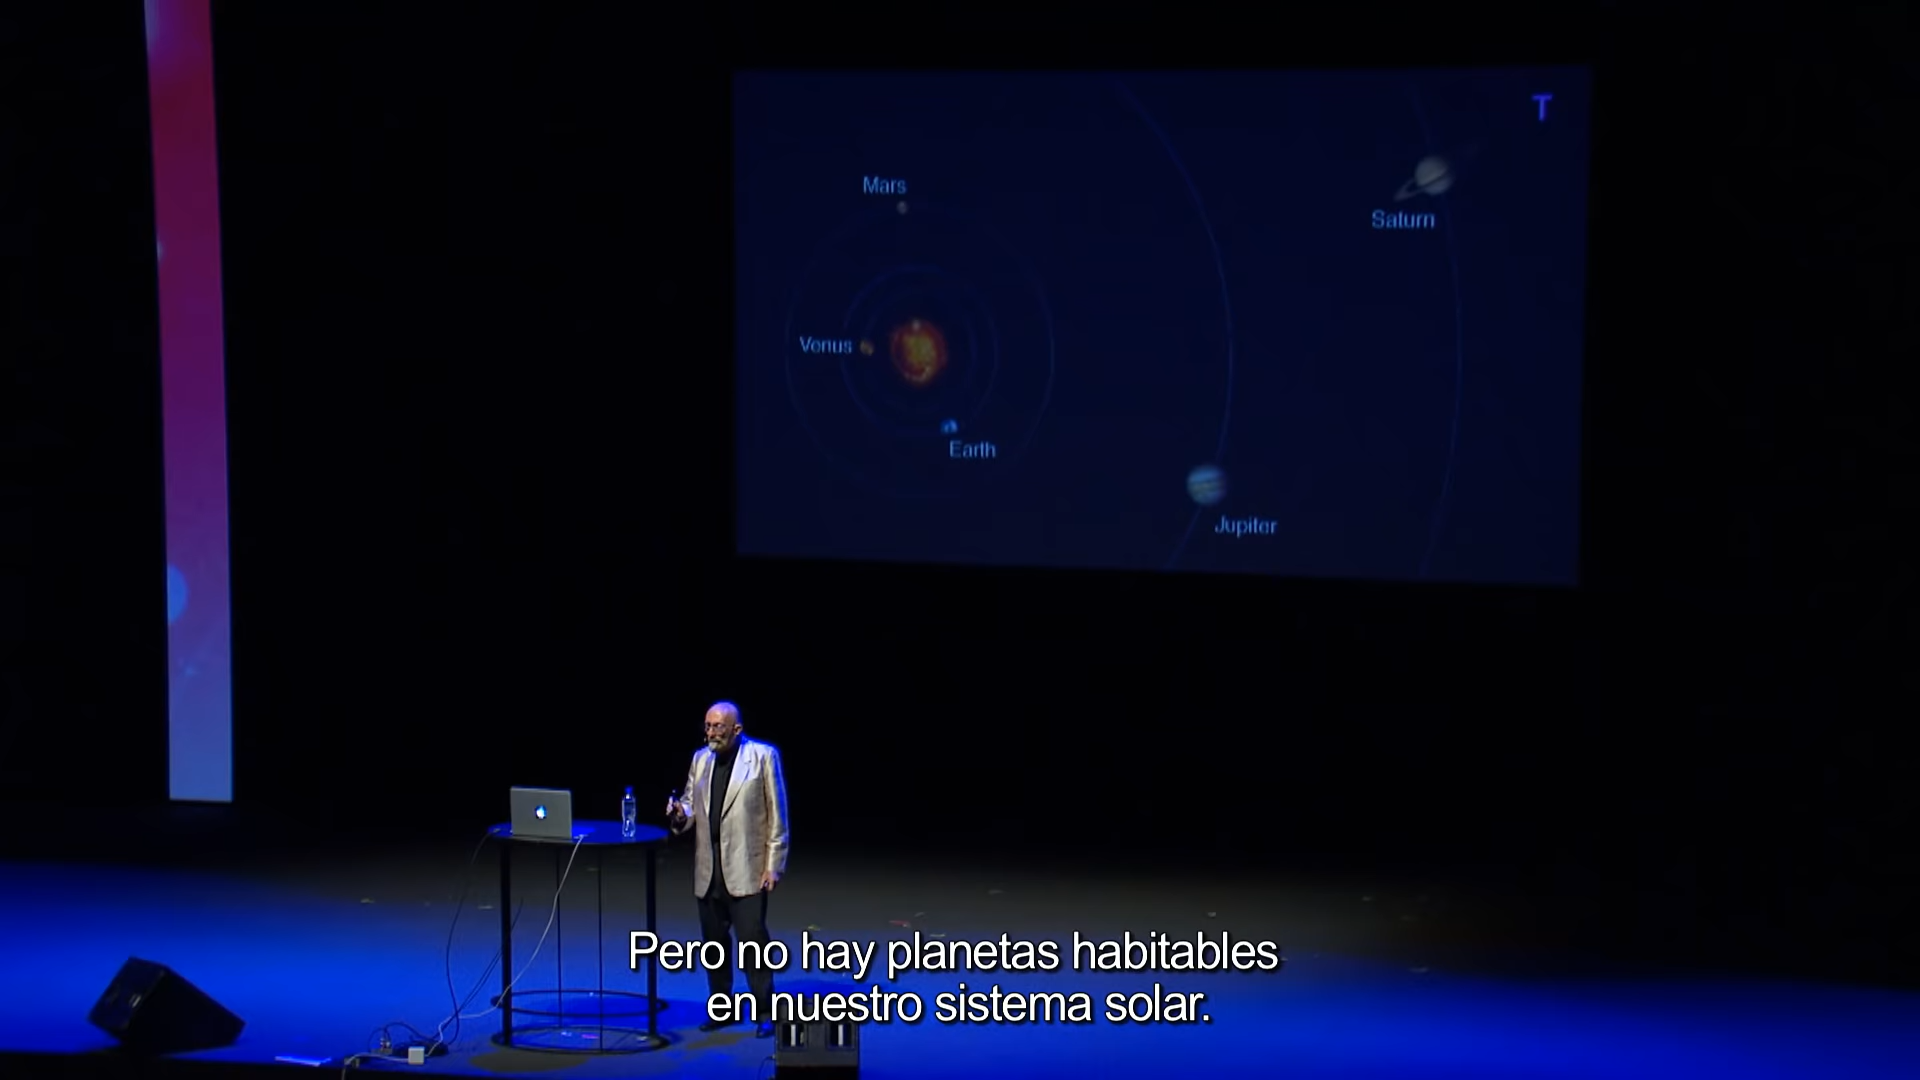 T
Mars
Saturn
Venus
Earth
Jupiter
Pero no hay planetas habitables
en nuestro sistema solar.